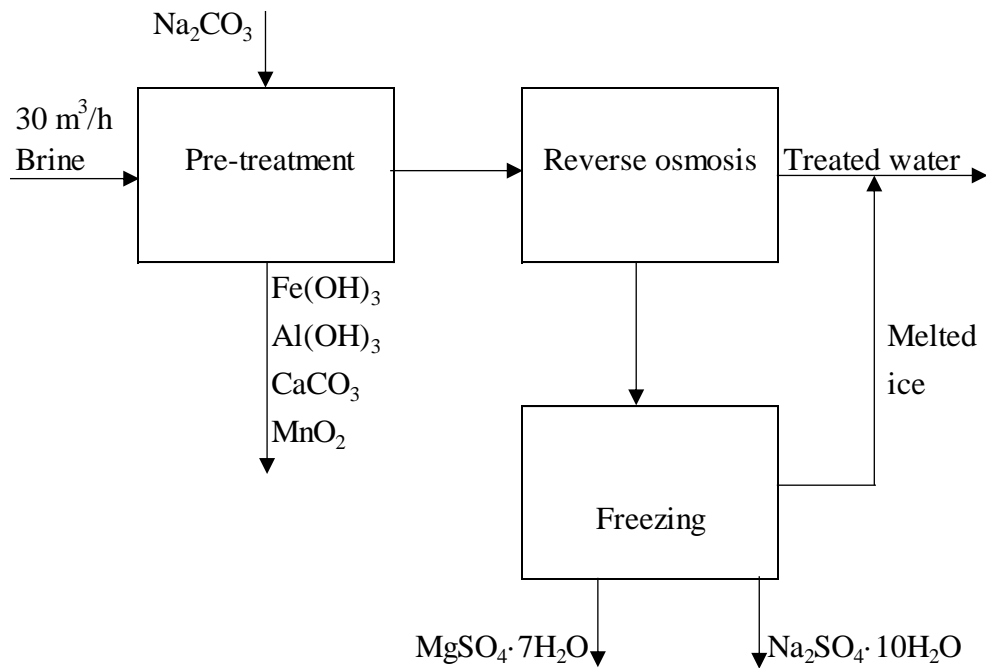 Na₂CO₃
30 m³/h
Brine
Pre-treatment
Reverse osmosis
Treated water
Fe(OH)₃
Al(OH)₃
CaCO₃
MnO₂
Melted
ice
Freezing
MgSO₄·7H₂O
Na₂SO₄·10H₂O